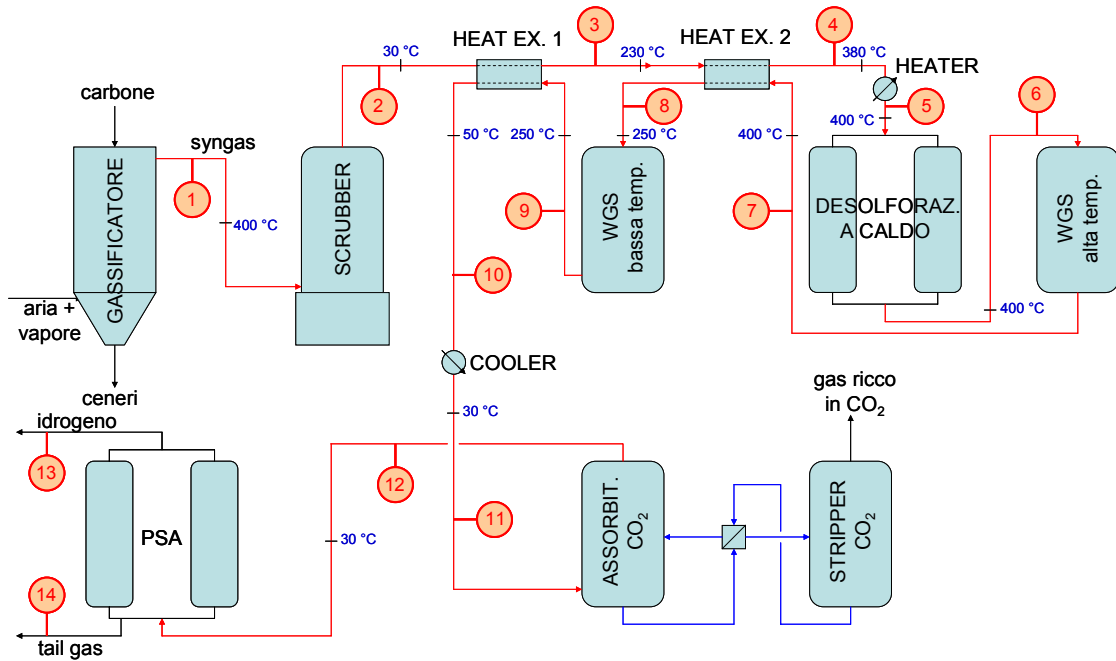 3
4
30 °C
HEAT EX. 1
230 °C
HEAT EX. 2
380 °C
HEATER
2
8
5
6
carbone
50 °C
250 °C
250 °C
400 °C
400 °C
syngas
GASSIFICATORE
1
400 °C
SCRUBBER
9
WGS
bassa temp.
7
DESOLFORAZ.
A CALDO
WGS
alta temp.
10
aria +
vapore
400 °C
COOLER
ceneri
gas ricco
in CO₂
idrogeno
30 °C
13
12
11
PSA
30 °C
ASSORBIT.
CO₂
STRIPPER
CO₂
14
tail gas